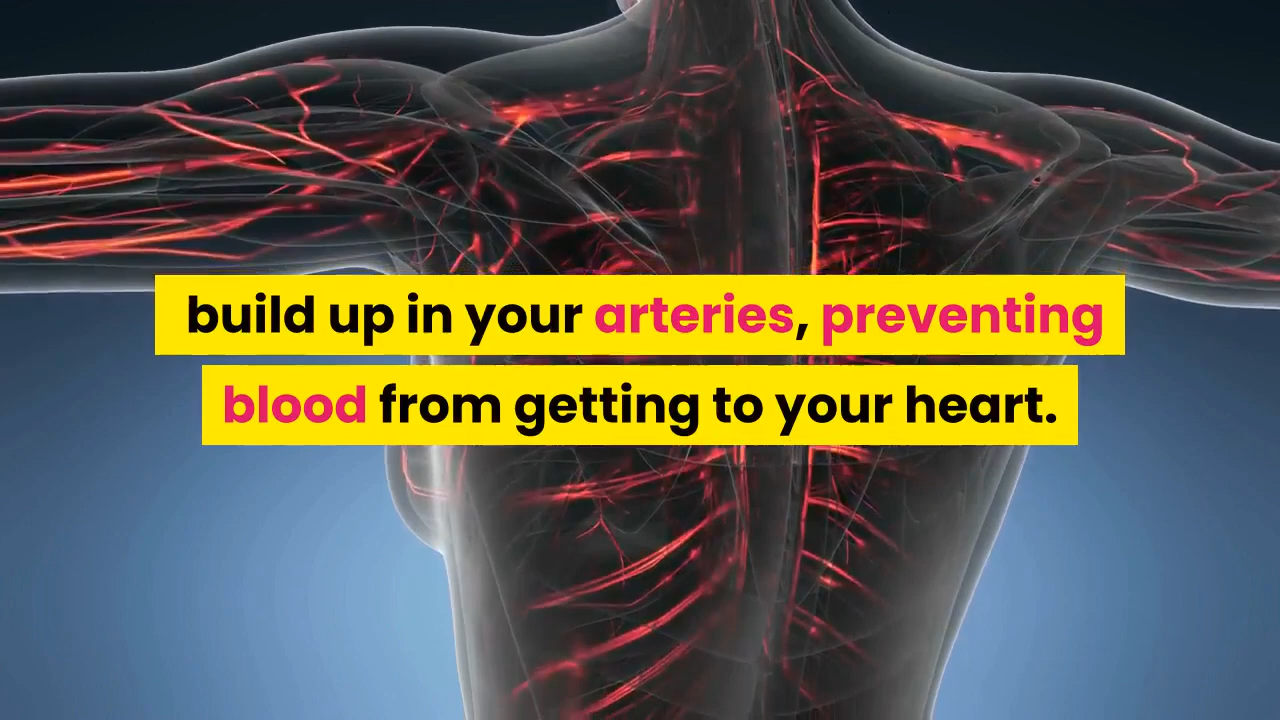 build up in your arteries, preventing
blood from getting to your heart.